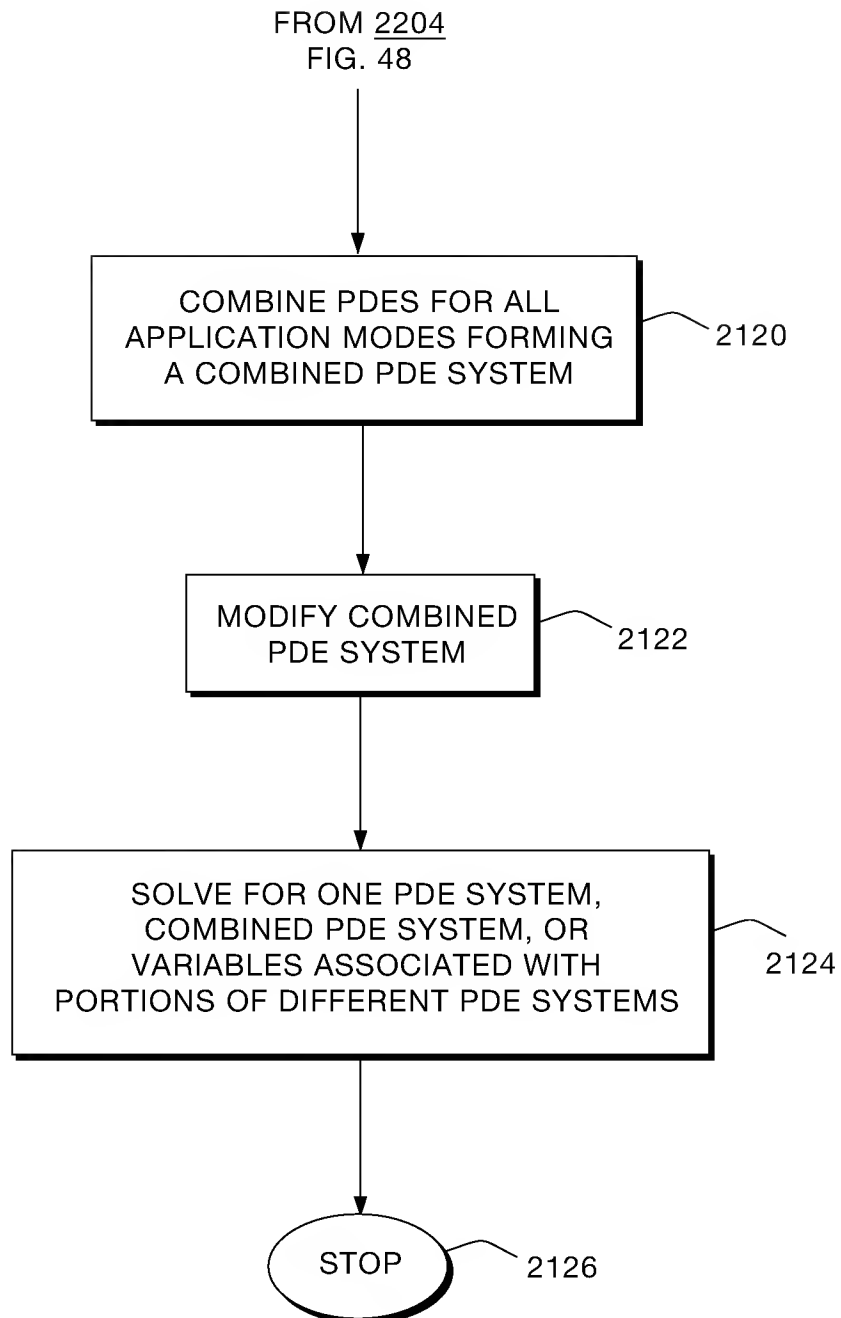 FROM 2204
FIG. 48
COMBINE PDES FOR ALL
APPLICATION MODES FORMING
A COMBINED PDE SYSTEM
2120
MODIFY COMBINED
PDE SYSTEM
2122
SOLVE FOR ONE PDE SYSTEM,
COMBINED PDE SYSTEM, OR
VARIABLES ASSOCIATED WITH
PORTIONS OF DIFFERENT PDE SYSTEMS
2124
STOP
2126